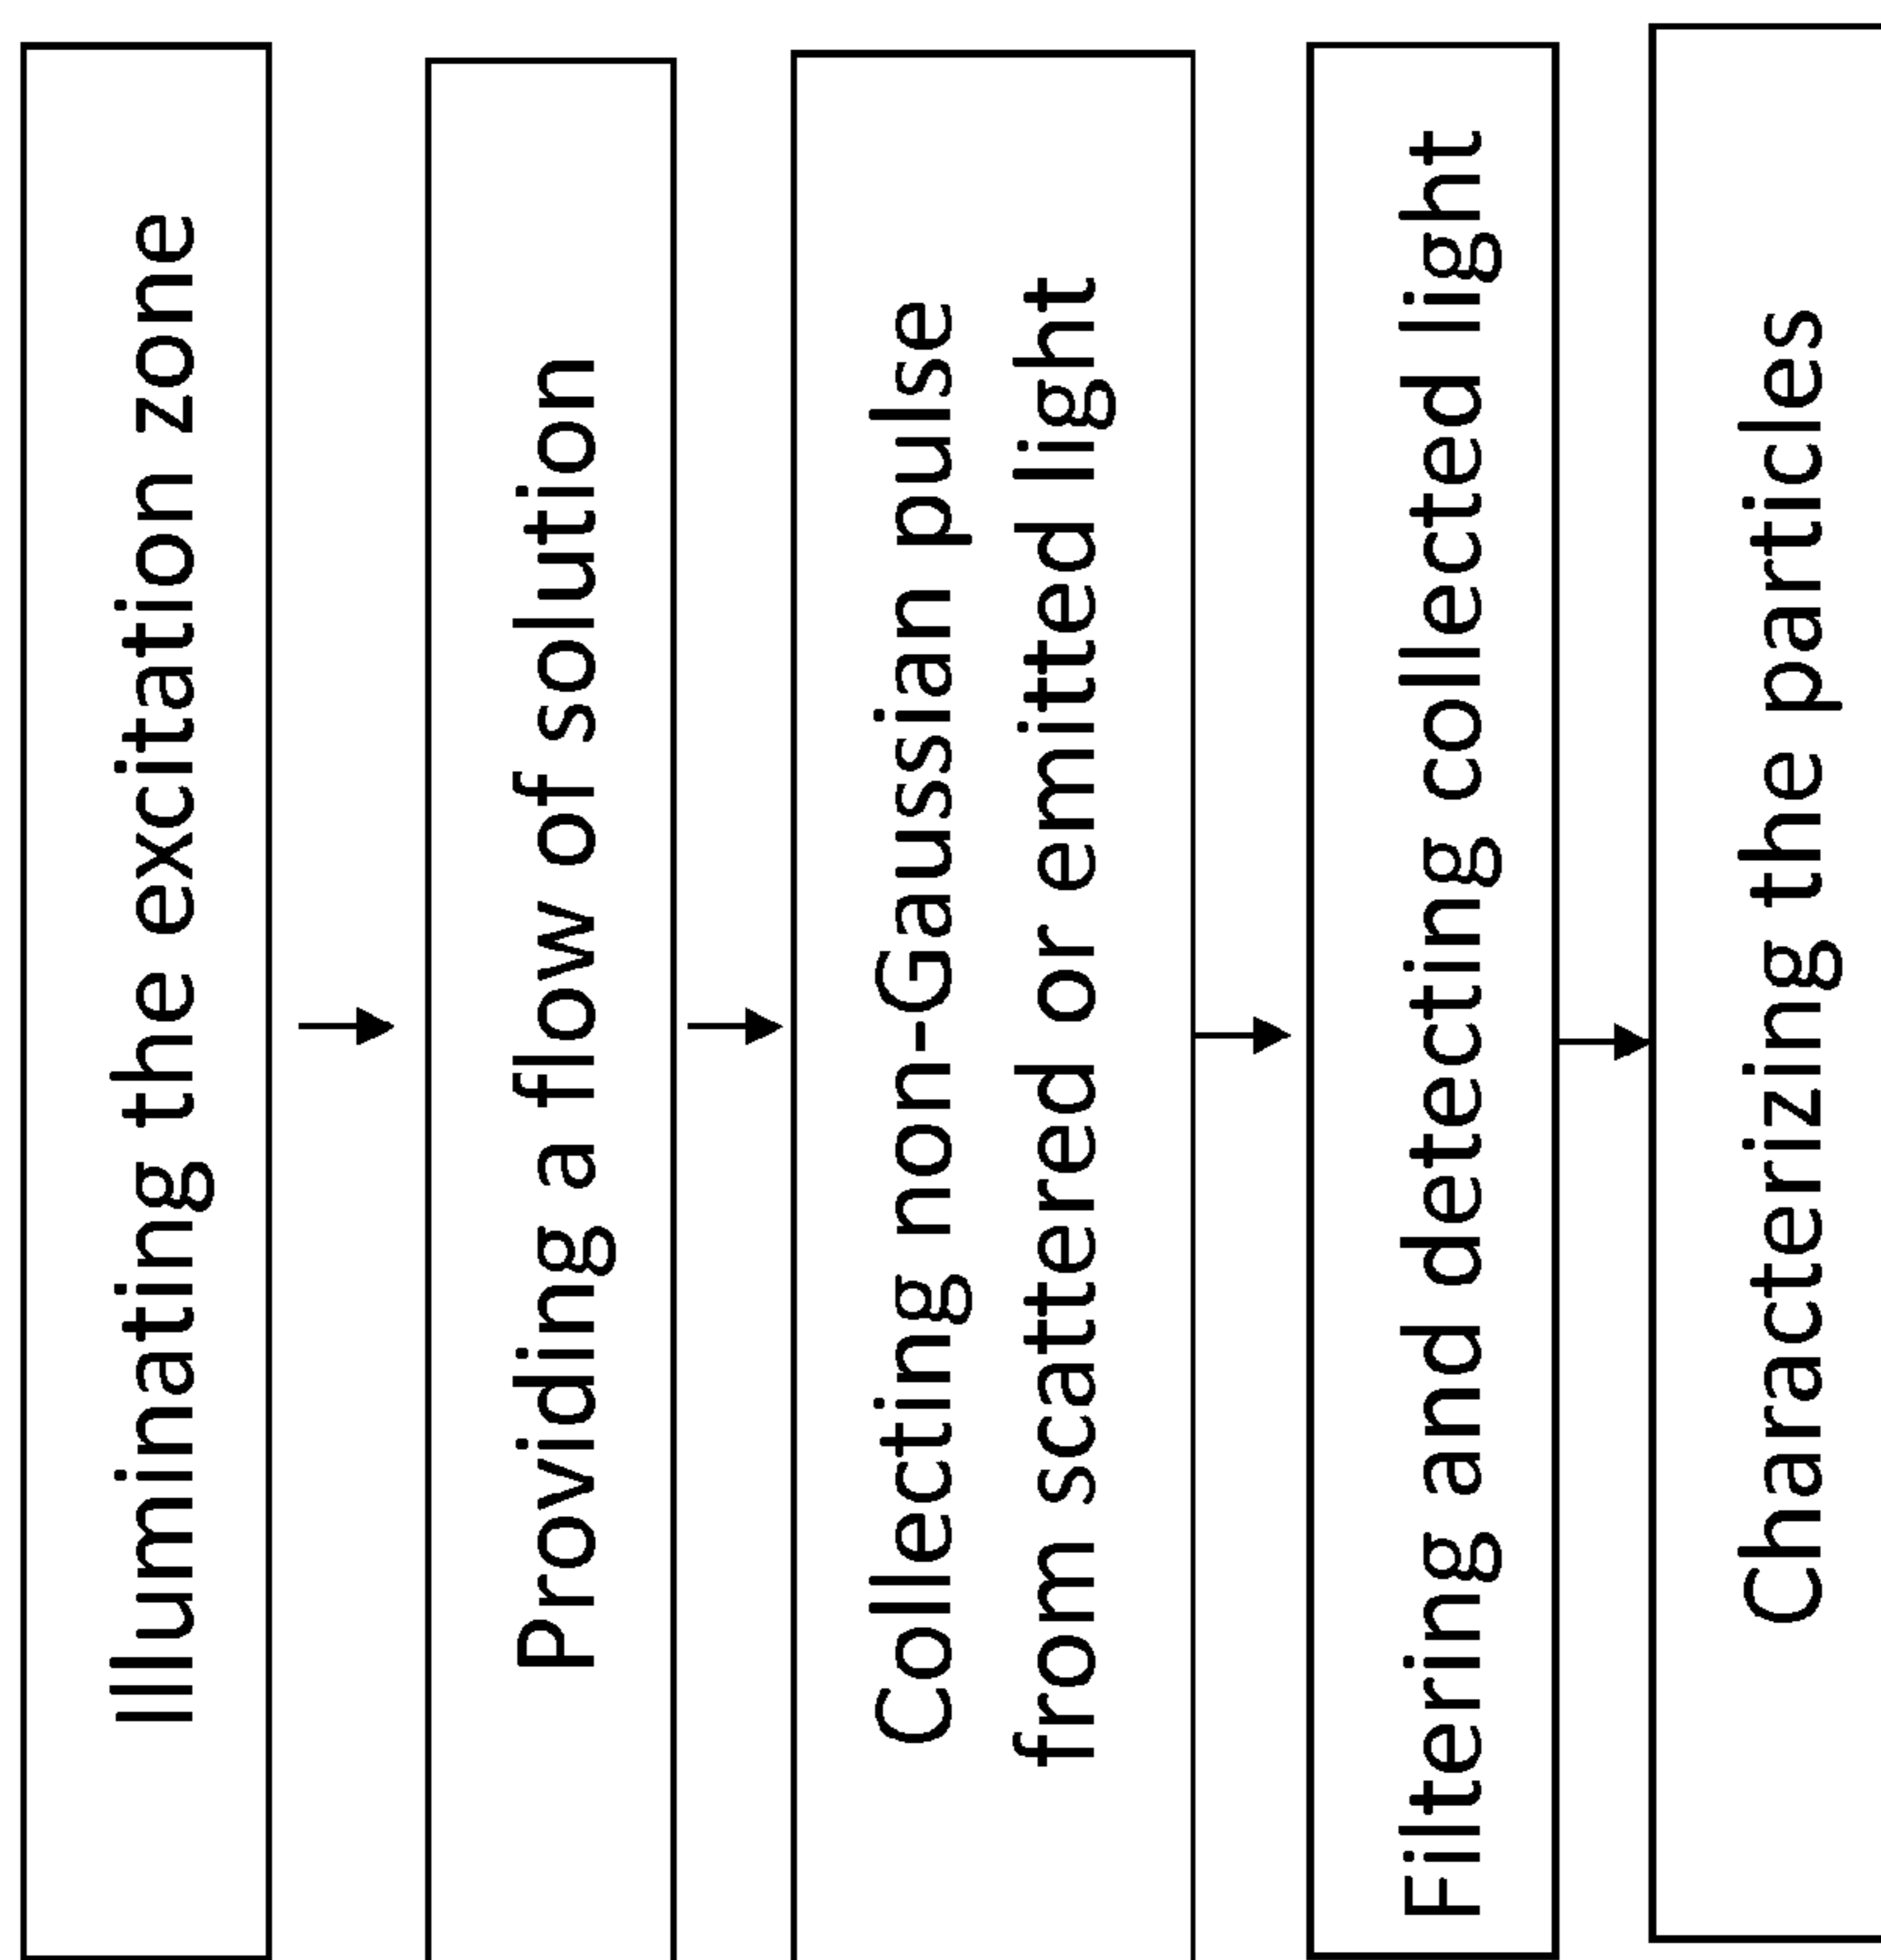 Illuminating the excitation zone
Providing a flow of solution
Collecting non-Gaussian pulse
from scattered or emitted light
Filtering and detecting collected light
Characterizing the particles